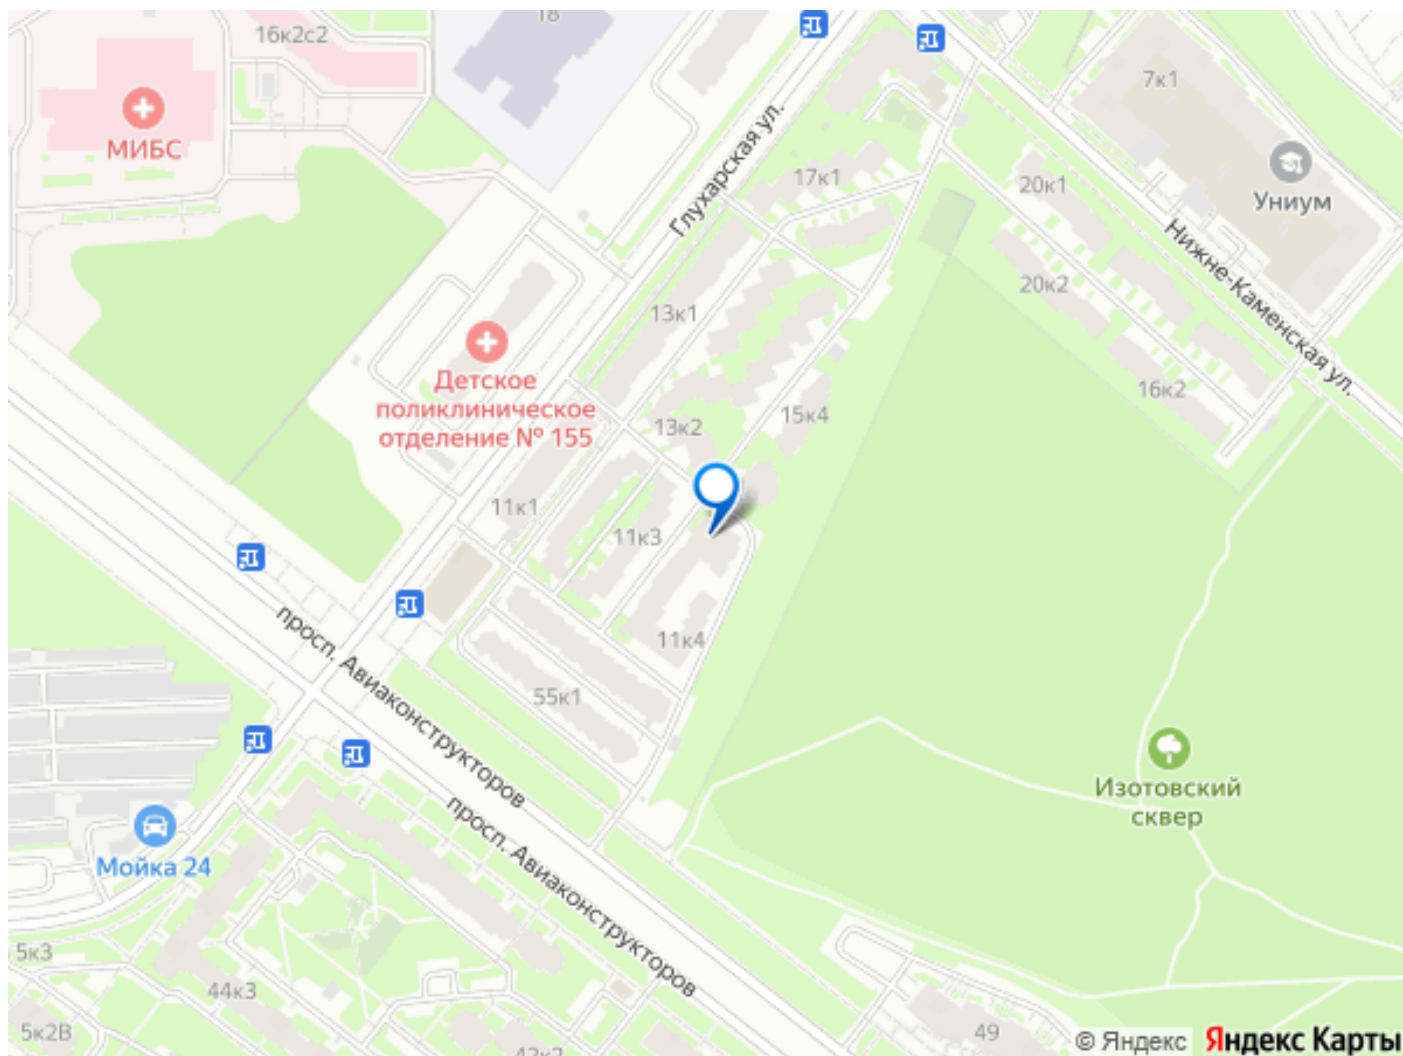 18
16к2с2
7к1
МИБС
Глухарская ул.
17к1
20к1
Униум
Нижне-Каменская ул.
20к2
13к1
Детское
поликлиническое
отделение № 155
16к2
15к4
13к2
11к1
11к3
11к4
просп. Авиаконструкторов
55к1
Изотовский
сквер
просп. Авиаконструкторов
Мойка 24
5к3
44к3
5к2В
42к2
49
© Яндекс Яндекс Карты